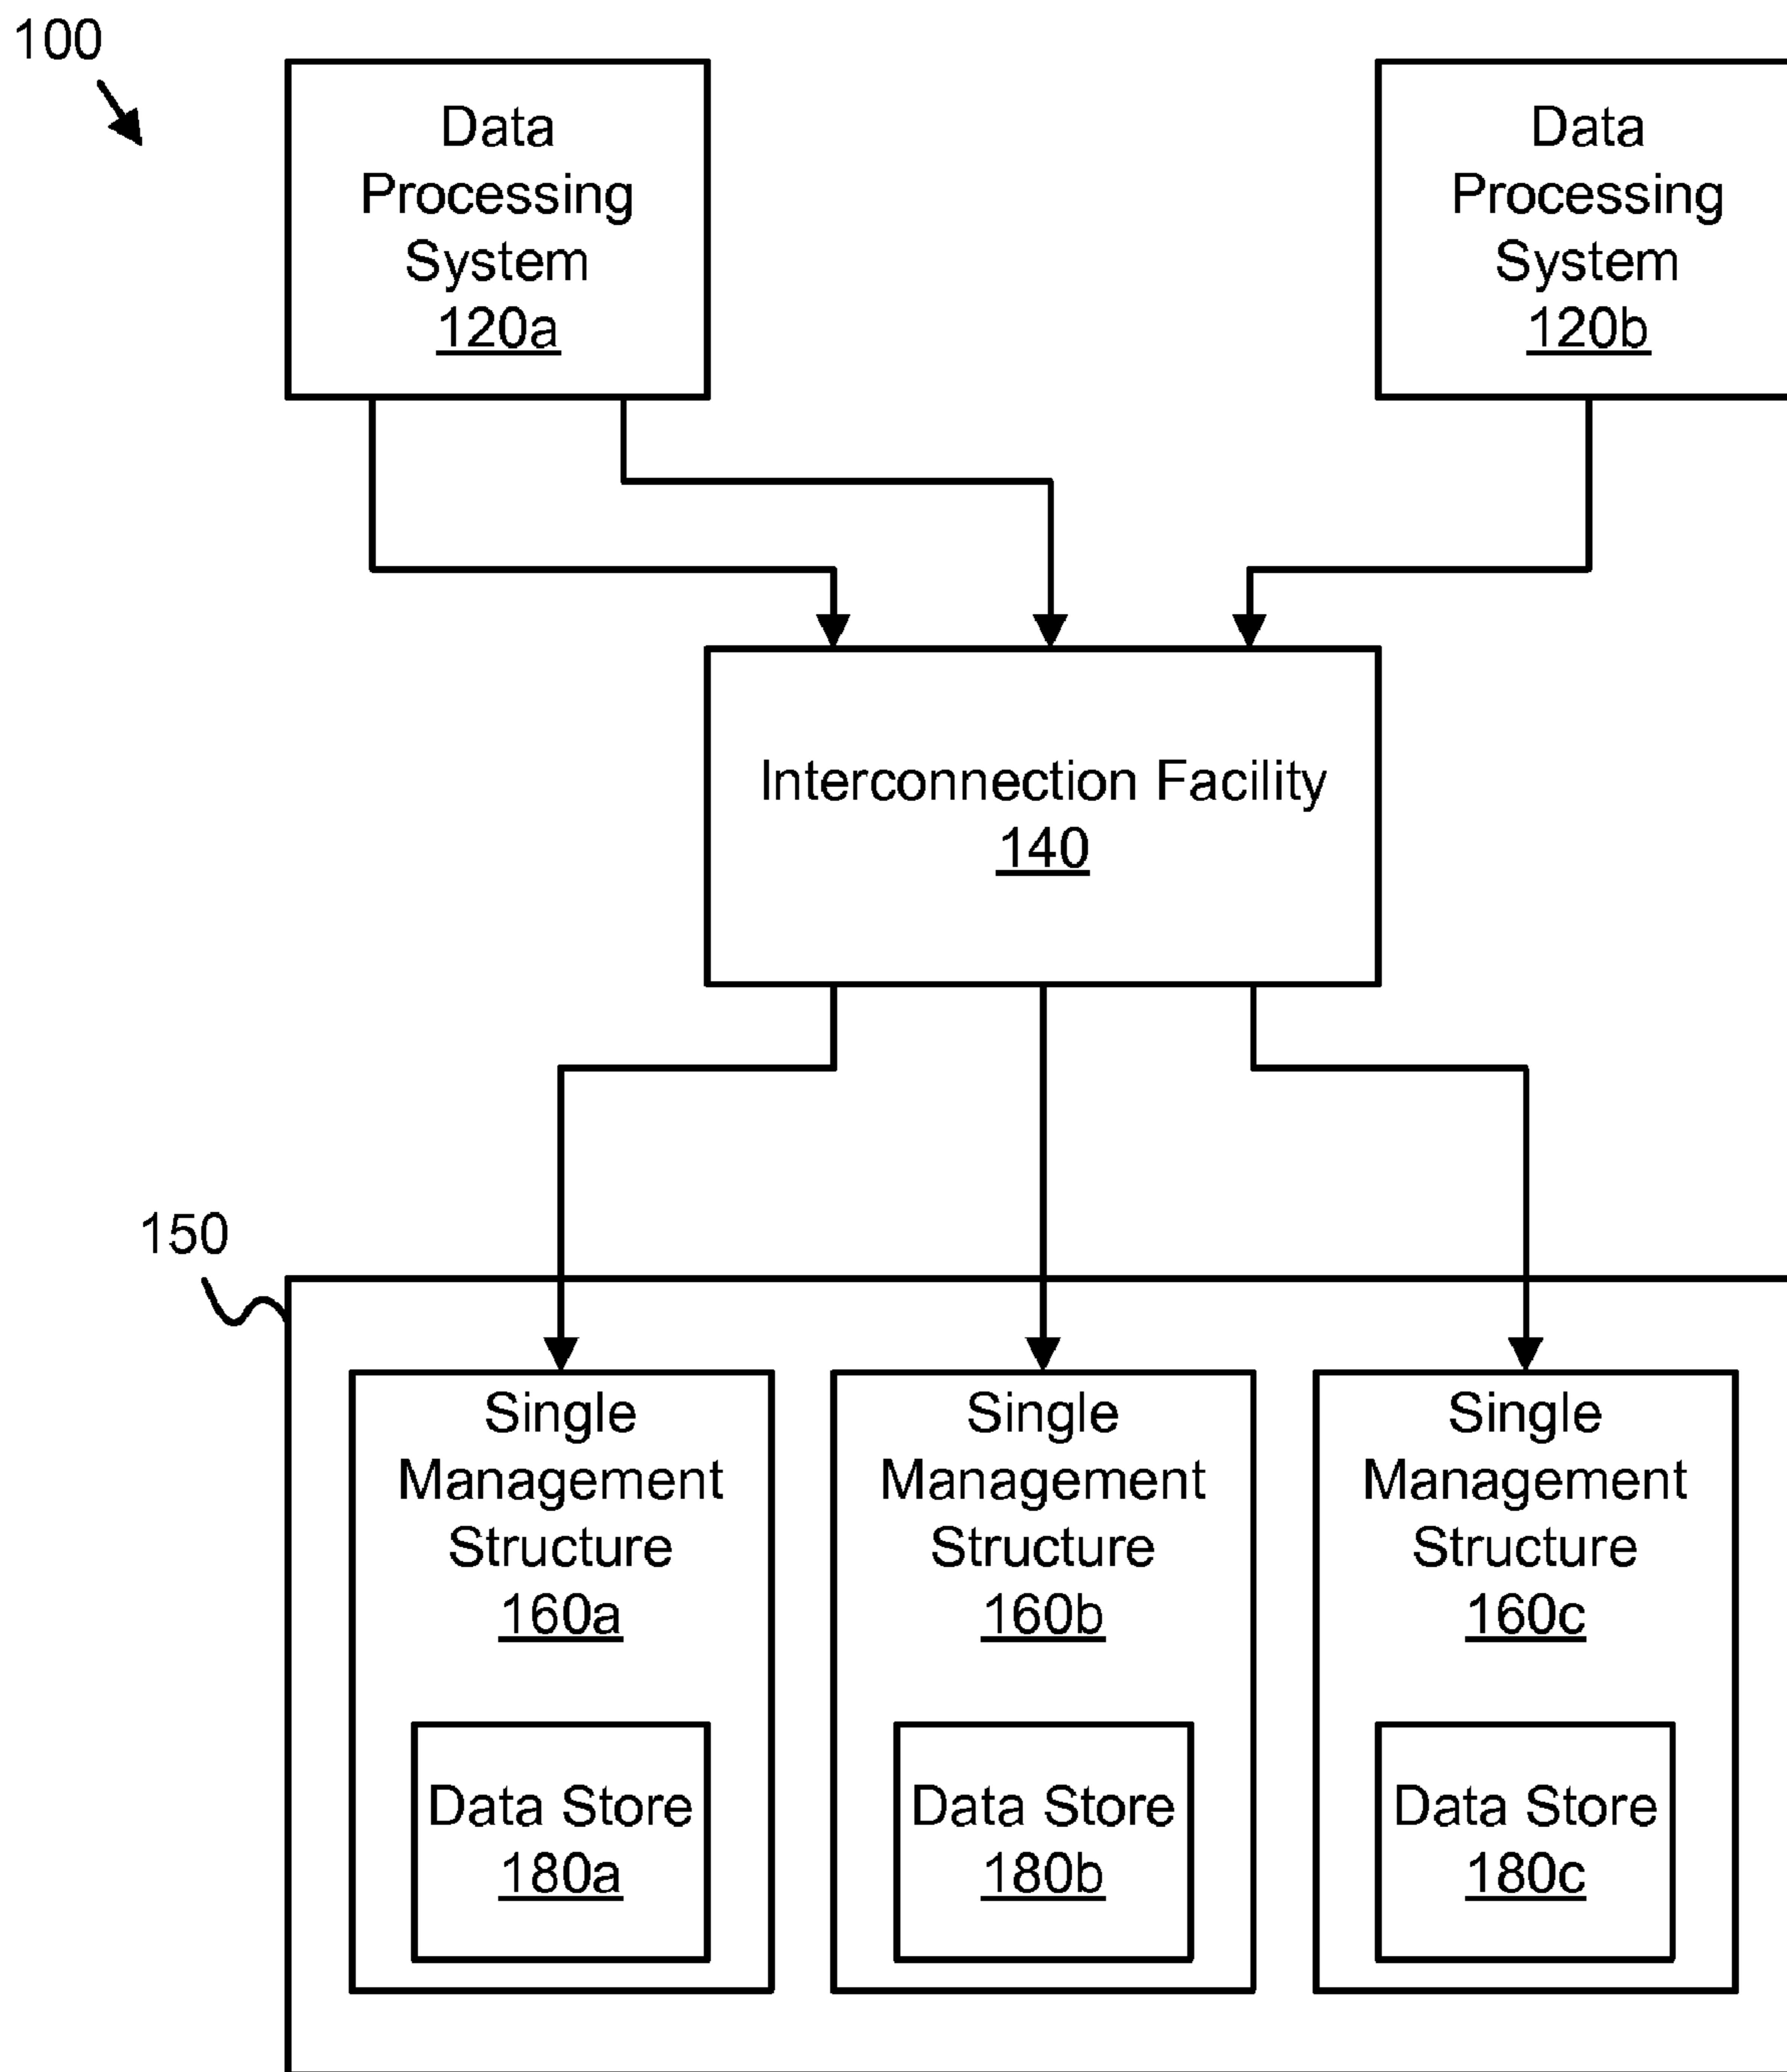 100
Data
Processing
System
120a
Data
Processing
System
120b
Interconnection Facility
140
150
Single
Management
Structure
160a
Data Store
180a
Single
Management
Structure
160b
Data Store
180b
Single
Management
Structure
160c
Data Store
180c